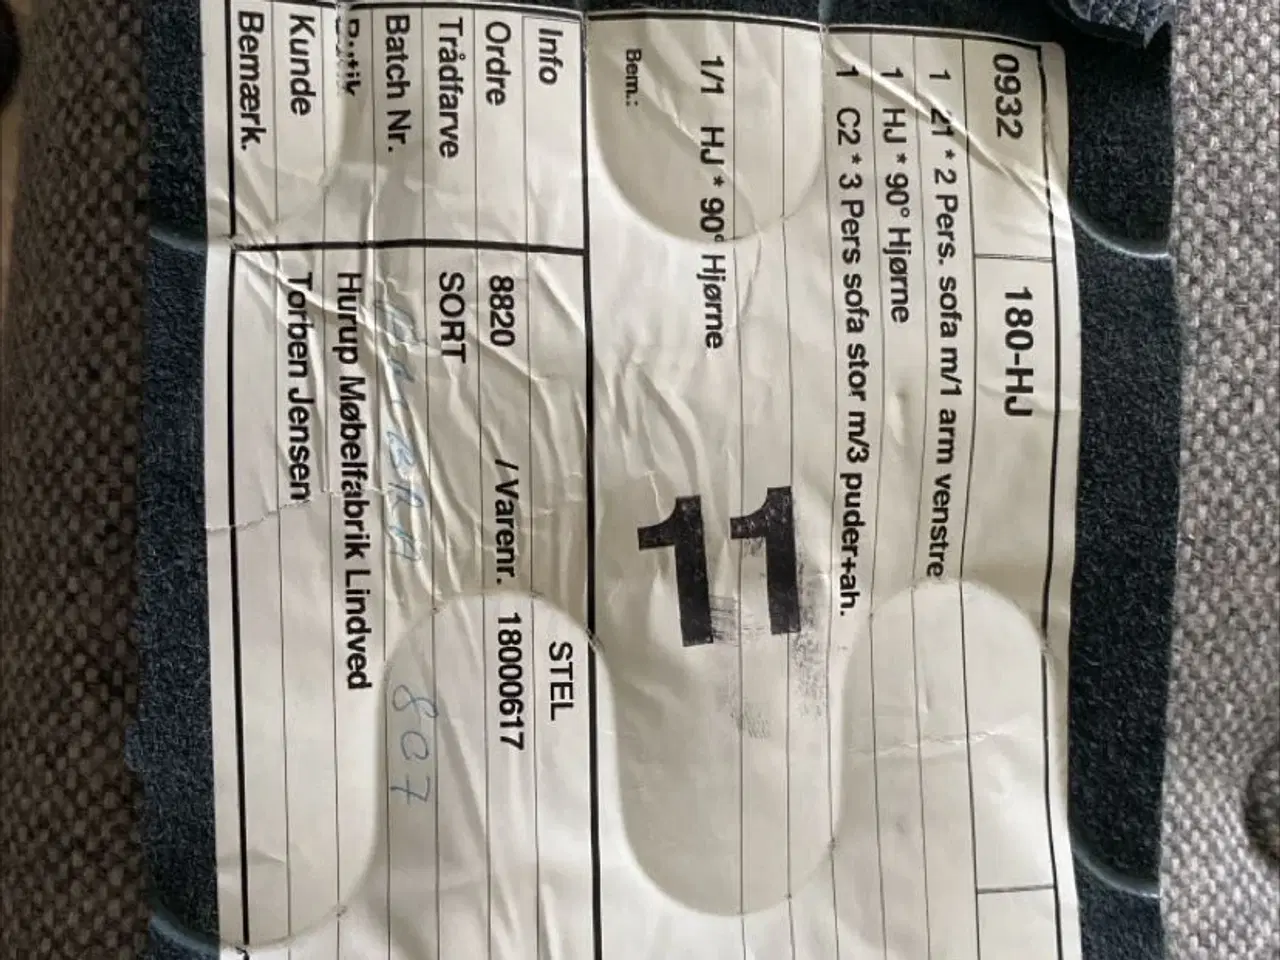 0932 180-HJ
1 21 * 2 Pers. sofa m/1 arm venstre
1 HJ * 90° Hjørne
1 C2 * 3 Pers sofa stor m/3 puder+ah.
11
1/1 HJ * 90° Hjørne
Bem.:
Info STEL
Ordre 8820 / Varenr. 18000617
Trådfarve SORT
Batch Nr. 807
Butik Hurup Møbelfabrik Lindved
Kunde Torben Jensen
Bemærk.